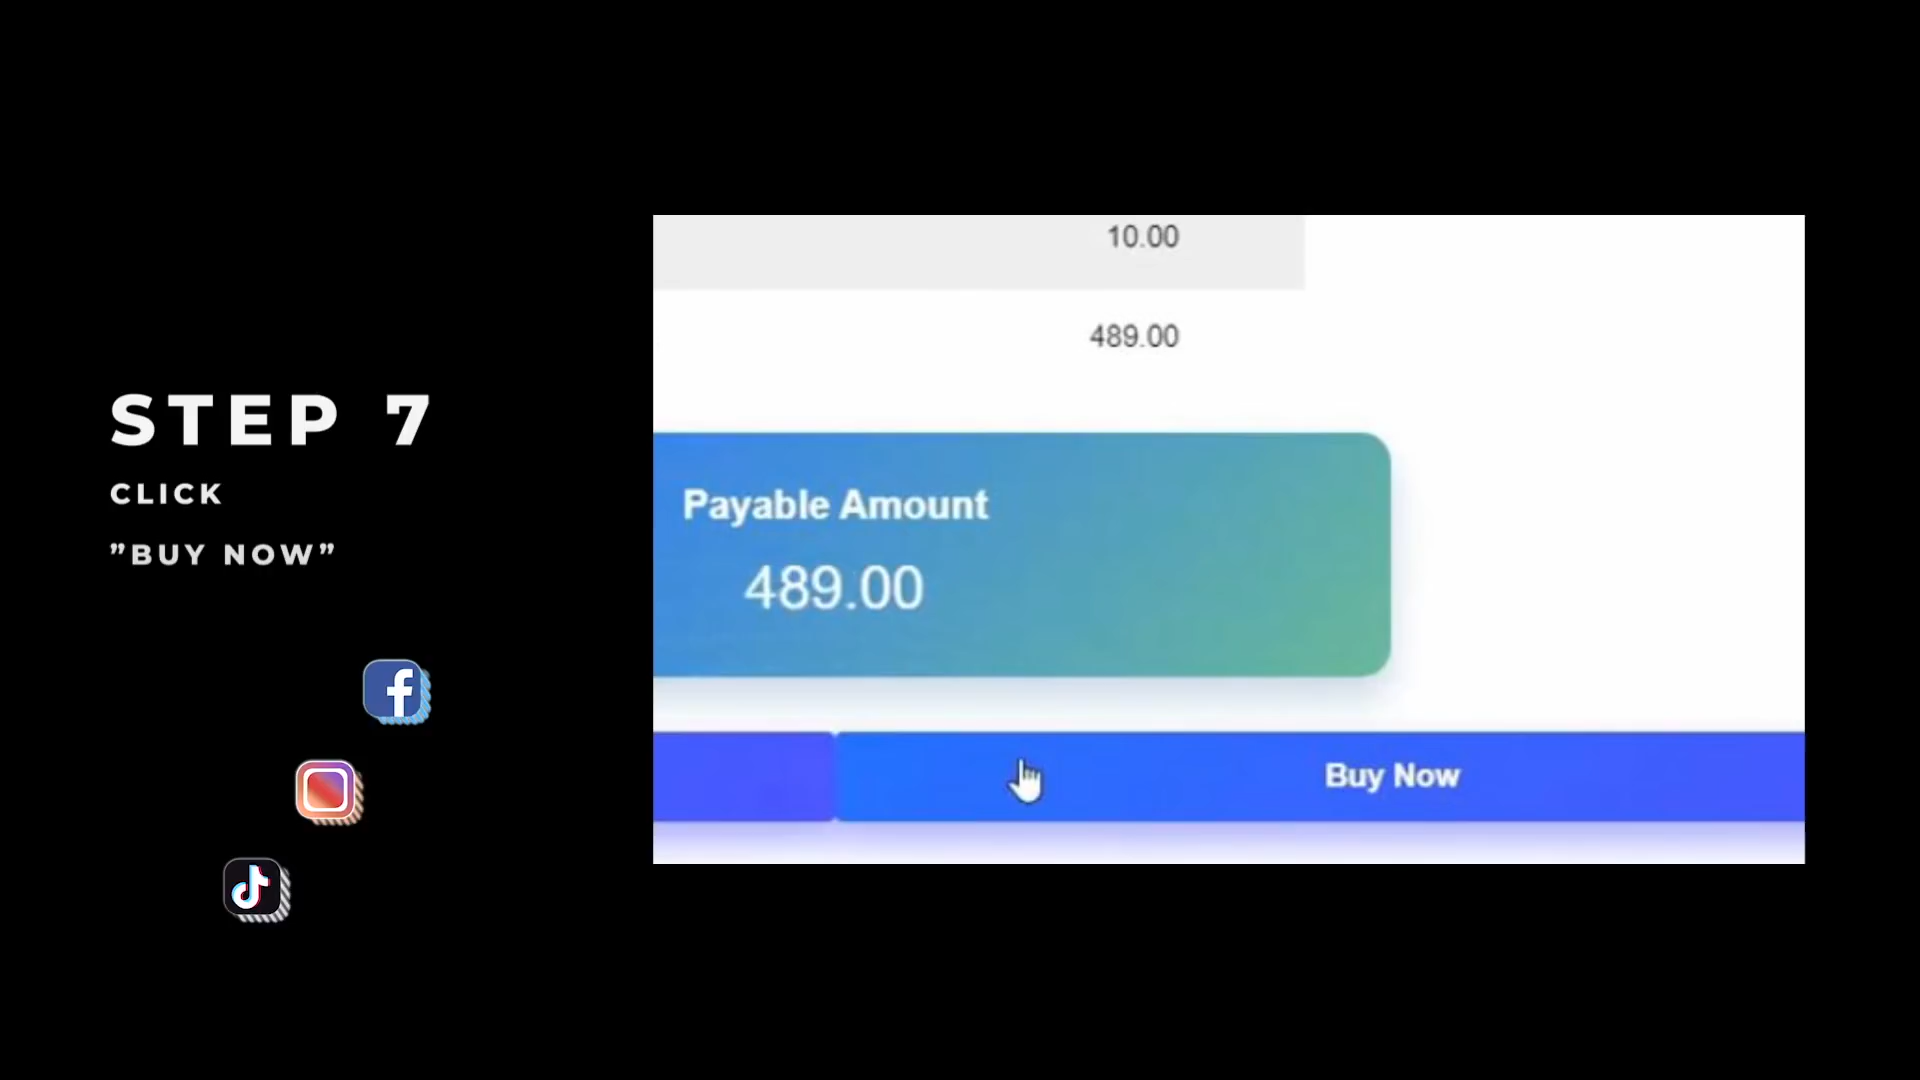 STEP 7
CLICK
”BUY NOW”
10.00
489.00
Payable Amount
489.00
Buy Now